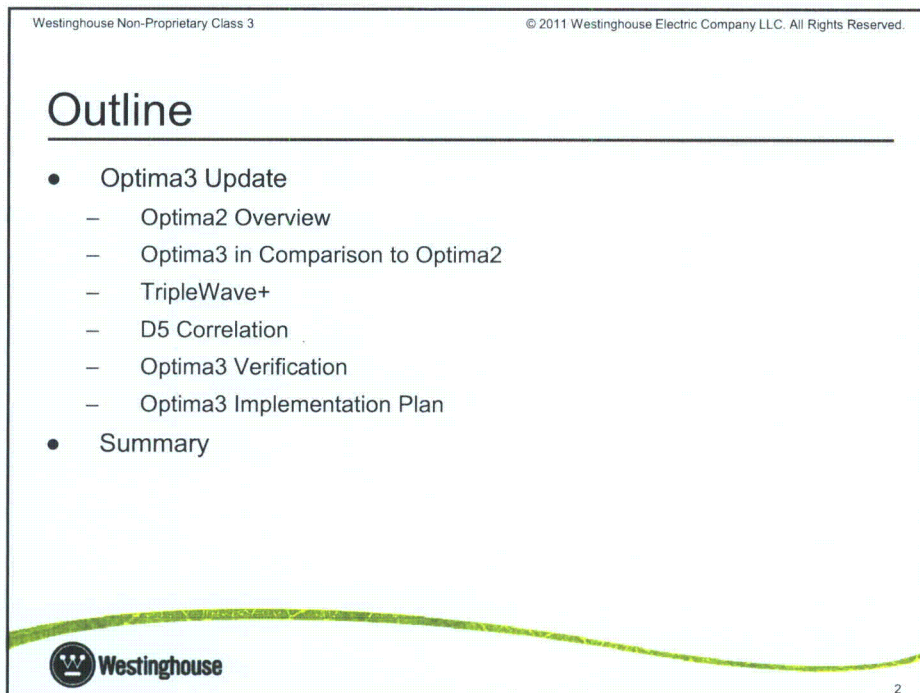 Westinghouse Non-Proprietary Class 3
© 2011 Westinghouse Electric Company LLC. All Rights Reserved.
Outline
● Optima3 Update
– Optima2 Overview
– Optima3 in Comparison to Optima2
– TripleWave+
– D5 Correlation
– Optima3 Verification
– Optima3 Implementation Plan
● Summary
Westinghouse
2